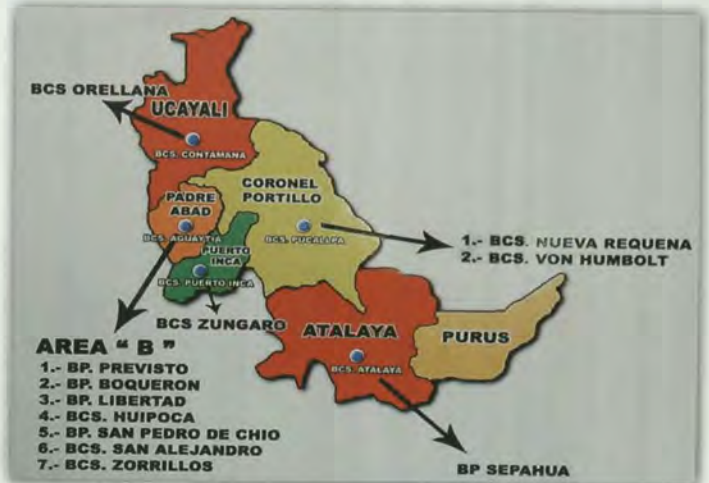 BCS ORELLANA
UCAYALI
BCS. CONTAMANA
CORONEL
PORTILLO
PADRE
ABAD
BCS. AGUAYTIA
BCS. PUCALLPA
PUERTO
INCA
BCS. PUERTO INCA
1.- BCS. NUEVA REQUENA
2.- BCS. VON HUMBOLT
BCS ZUNGARO
ATALAYA
PURUS
BCS. ATALAYA
AREA “ B ”
1.- BP. PREVISTO
2.- BP. BOQUERON
3.- BP. LIBERTAD
4.- BCS. HUIPOCA
5.- BP. SAN PEDRO DE CHIO
6.- BCS. SAN ALEJANDRO
7.- BCS. ZORRILLOS
BP SEPAHUA